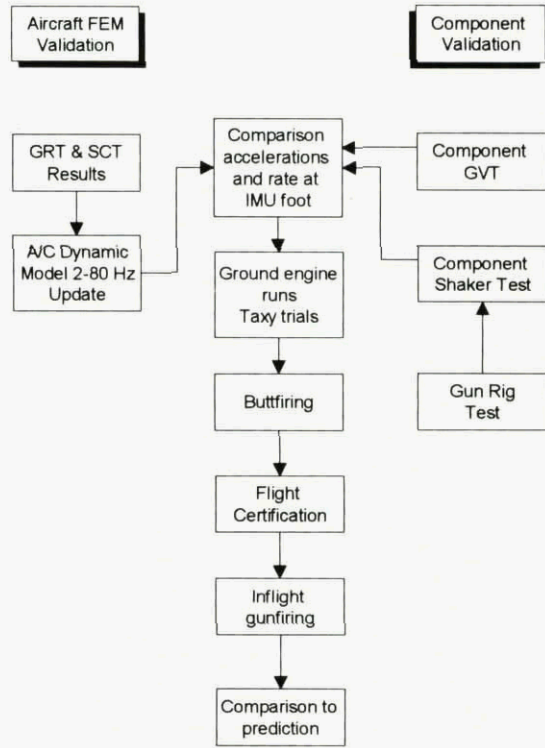 Aircraft FEM
Validation
Component
Validation
GRT & SCT
Results
A/C Dynamic
Model 2-80 Hz
Update
Comparison
accelerations
and rate at
IMU foot
Ground engine
runs
Taxy trials
Buttfiring
Flight
Certification
Inflight
gunfiring
Comparison to
prediction
Component
GVT
Component
Shaker Test
Gun Rig
Test